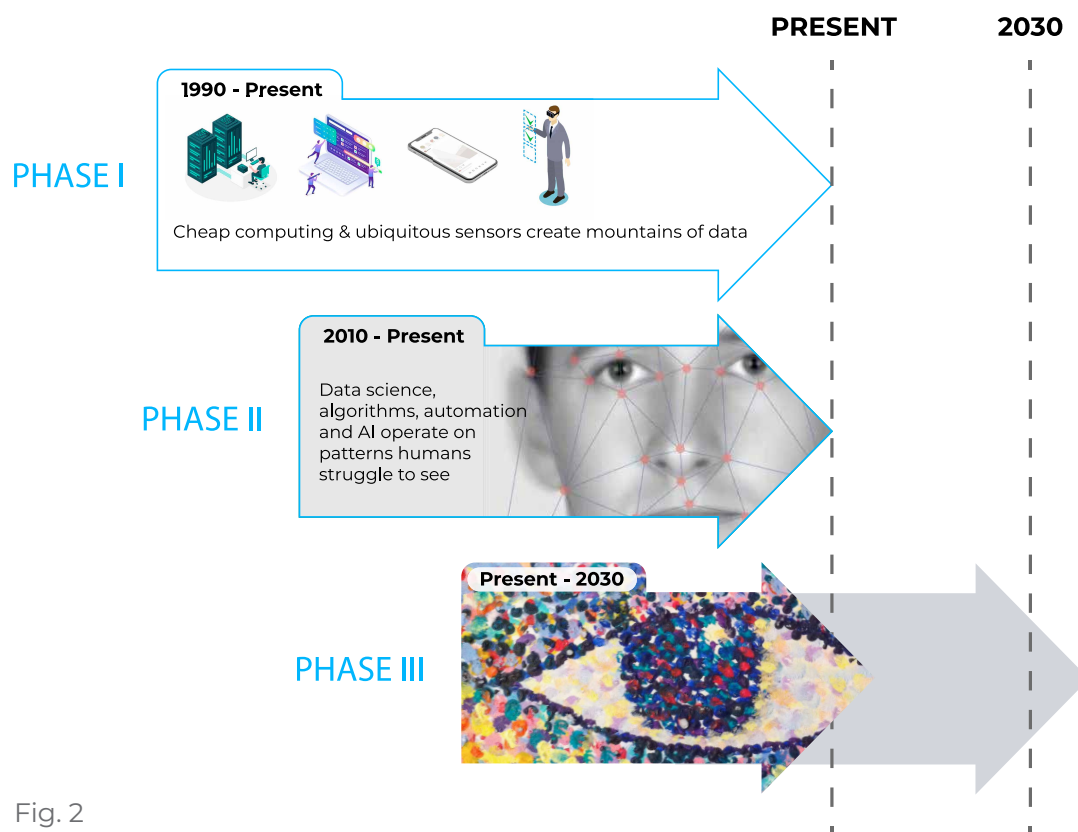 PRESENT
2030
1990 - Present
PHASE I
Cheap computing & ubiquitous sensors create mountains of data
2010 - Present
Data science,
algorithms, automation
and AI operate on
patterns humans
struggle to see
PHASE II
Present - 2030
PHASE III
Fig. 2